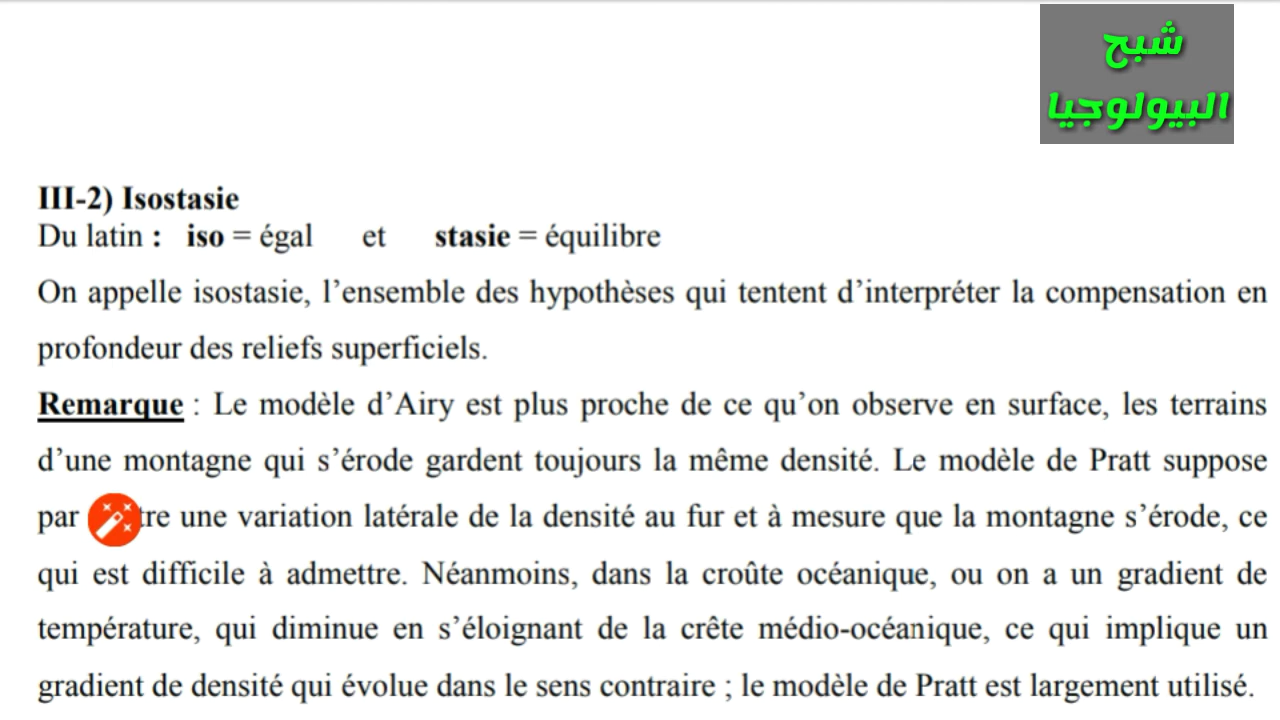 شبح
البيولوجيا
III-2) Isostasie
Du latin : iso = égal et stasie = équilibre
On appelle isostasie, l’ensemble des hypothèses qui tentent d’interpréter la compensation en
profondeur des reliefs superficiels.
Remarque : Le modèle d’Airy est plus proche de ce qu’on observe en surface, les terrains
d’une montagne qui s’érode gardent toujours la même densité. Le modèle de Pratt suppose
par tre une variation latérale de la densité au fur et à mesure que la montagne s’érode, ce
qui est difficile à admettre. Néanmoins, dans la croûte océanique, ou on a un gradient de
température, qui diminue en s’éloignant de la crête médio-océanique, ce qui implique un
gradient de densité qui évolue dans le sens contraire ; le modèle de Pratt est largement utilisé.